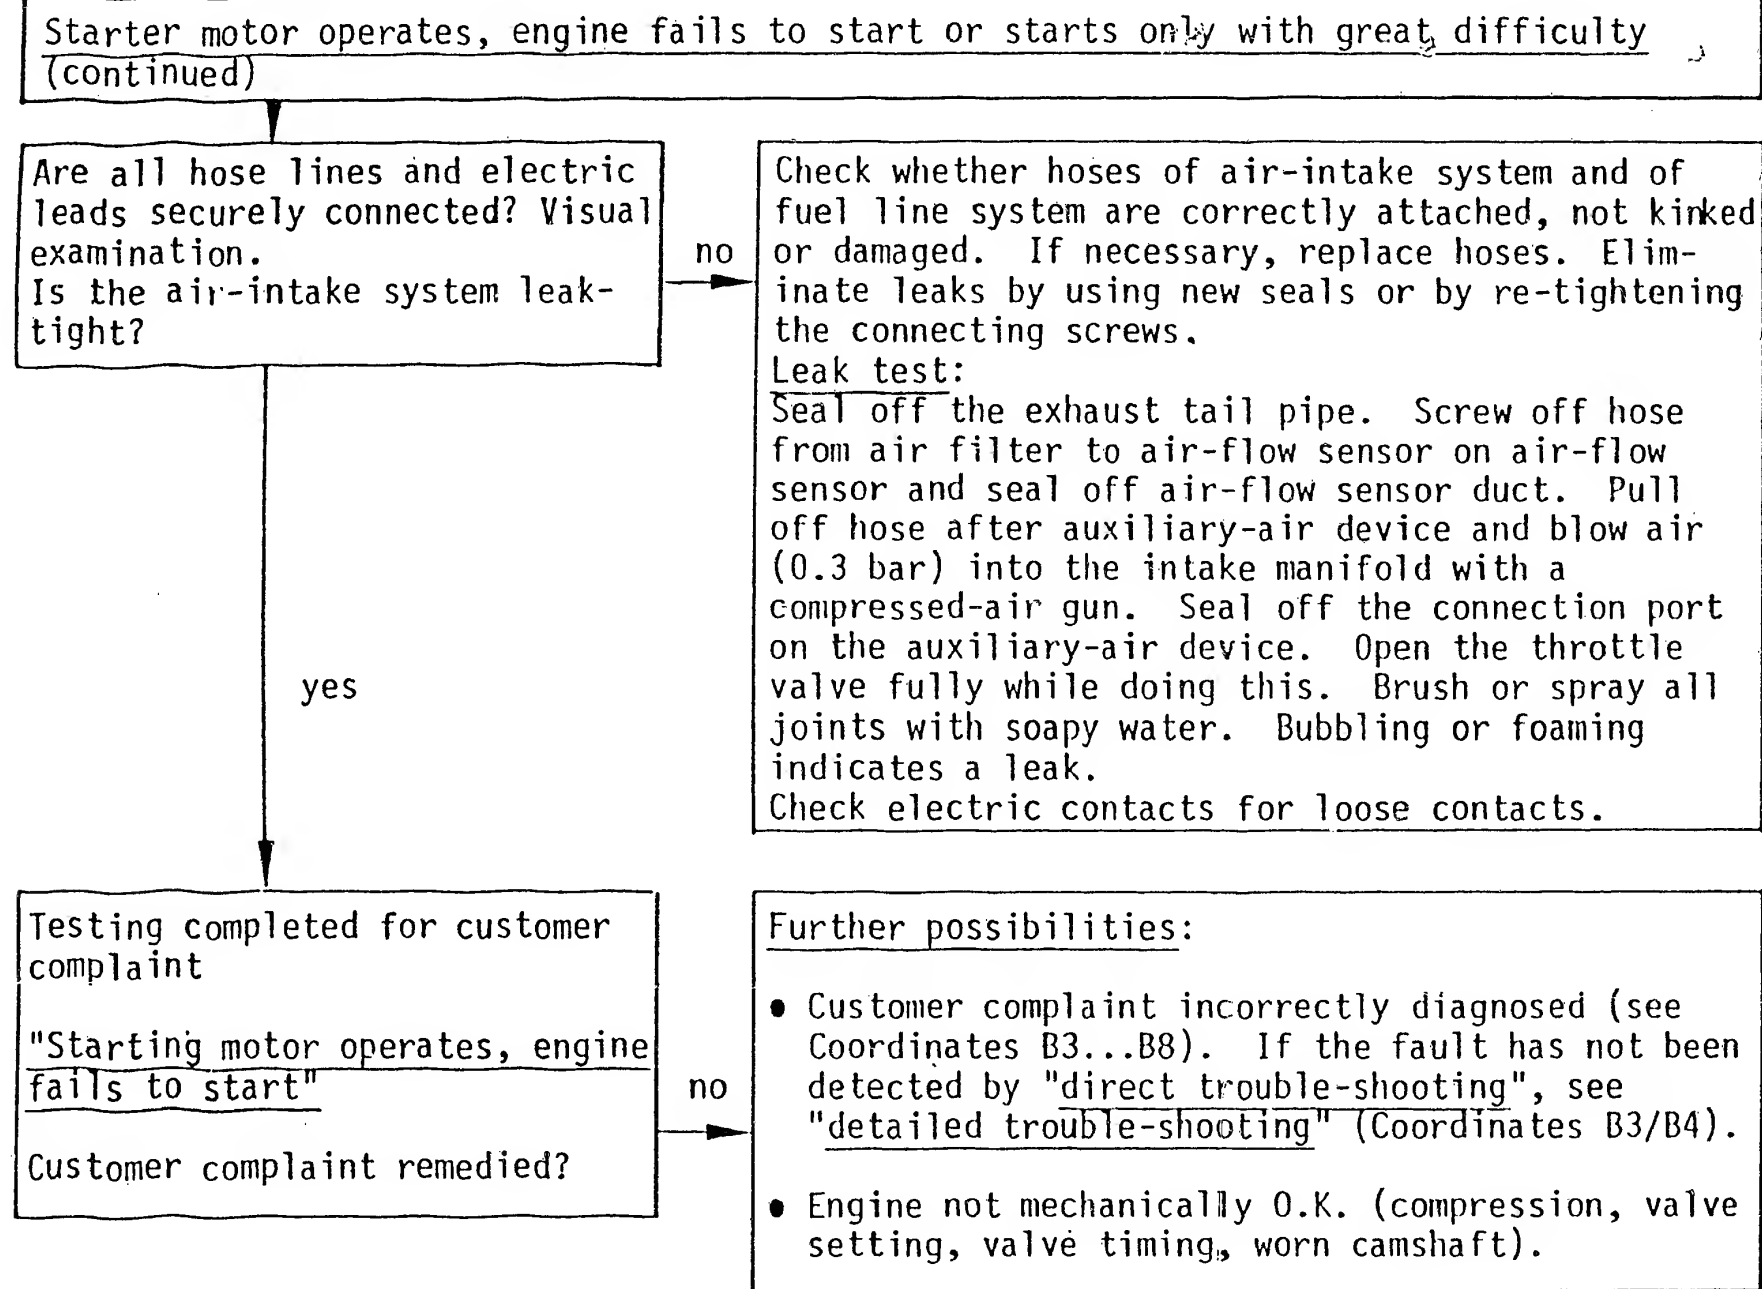 Starter motor operates, engine fails to start or starts only with great difficulty
(continued)
Are all hose lines and electric
leads securely connected? Visual
examination.
Is the air-intake system leak-
tight?
no
Check whether hoses of air-intake system and of
fuel line system are correctly attached, not kinked
or damaged. If necessary, replace hoses. Elim-
inate leaks by using new seals or by re-tightening
the connecting screws.
Leak test:
Seal off the exhaust tail pipe. Screw off hose
from air filter to air-flow sensor on air-flow
sensor and seal off air-flow sensor duct. Pull
off hose after auxiliary-air device and blow air
(0.3 bar) into the intake manifold with a
compressed-air gun. Seal off the connection port
on the auxiliary-air device. Open the throttle
valve fully while doing this. Brush or spray all
joints with soapy water. Bubbling or foaming
indicates a leak.
Check electric contacts for loose contacts.
yes
Testing completed for customer
complaint
"Starting motor operates, engine
fails to start"
Customer complaint remedied?
no
Further possibilities:
● Customer complaint incorrectly diagnosed (see
Coordinates B3...B8). If the fault has not been
detected by "direct trouble-shooting", see
"detailed trouble-shooting" (Coordinates B3/B4).
● Engine not mechanically O.K. (compression, valve
setting, valve timing, worn camshaft).